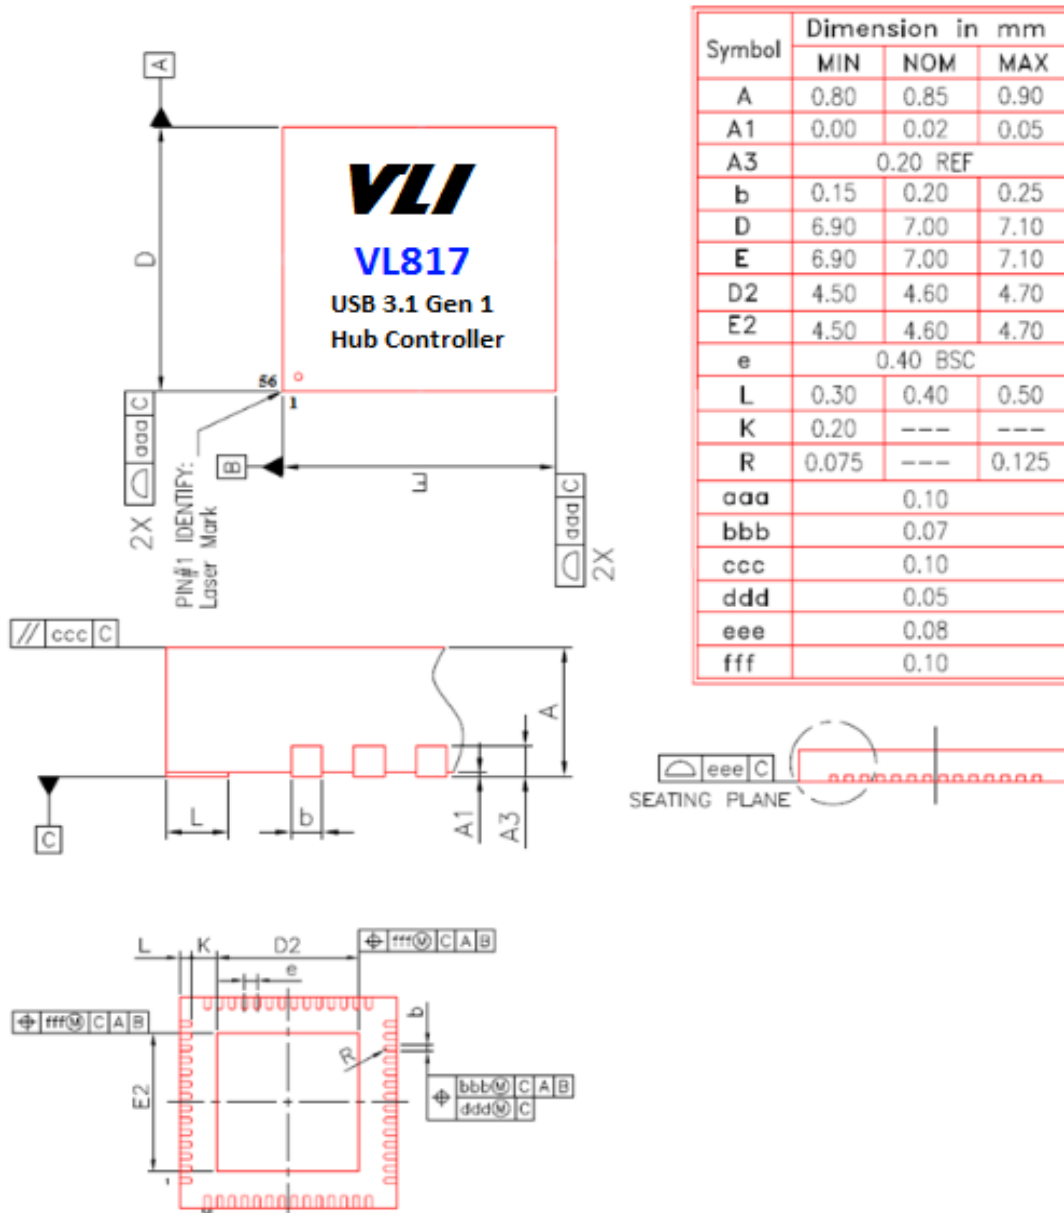 A
D
VLI
VL817
USB 3.1 Gen 1
Hub Controller
56
1
aaa C
2X
PIN#1 IDENTIFY:
Laser Mark
B
E
aaa C
2X
Symbol Dimension in mm
MIN NOM MAX
A 0.80 0.85 0.90
A1 0.00 0.02 0.05
A3 0.20 REF
b 0.15 0.20 0.25
D 6.90 7.00 7.10
E 6.90 7.00 7.10
D2 4.50 4.60 4.70
E2 4.50 4.60 4.70
e 0.40 BSC
L 0.30 0.40 0.50
K 0.20 --- ---
R 0.075 --- 0.125
aaa 0.10
bbb 0.07
ccc 0.10
ddd 0.05
eee 0.08
fff 0.10
// ccc C
A
L
b
A1
A3
C
eee C
SEATING PLANE
L K D2
fffⓂ C A B
e
fffⓂ C A B
b
R
E2
bbbⓂ C A B
dddⓂ C
1